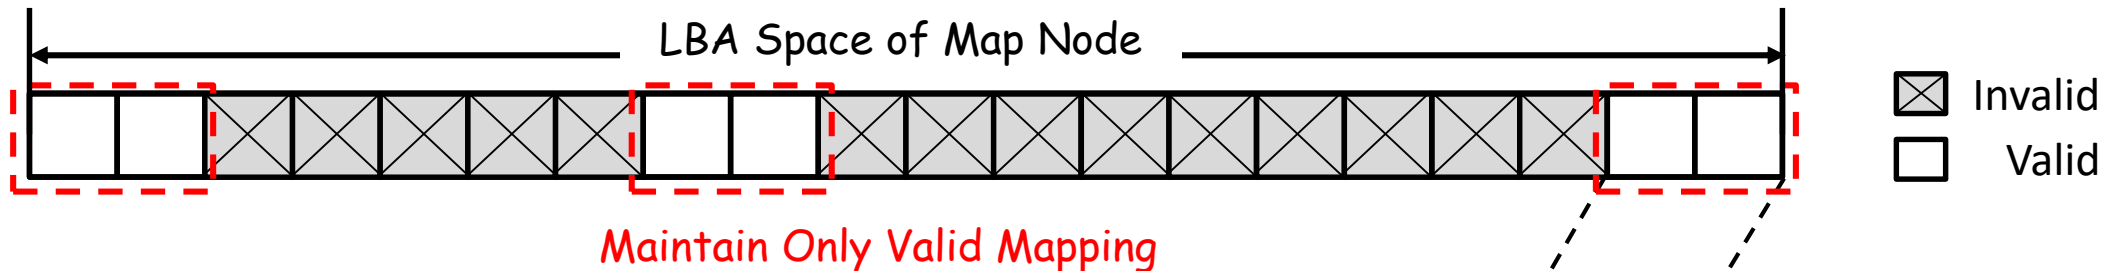 LBA Space of Map Node
Invalid
Valid
Maintain Only Valid Mapping